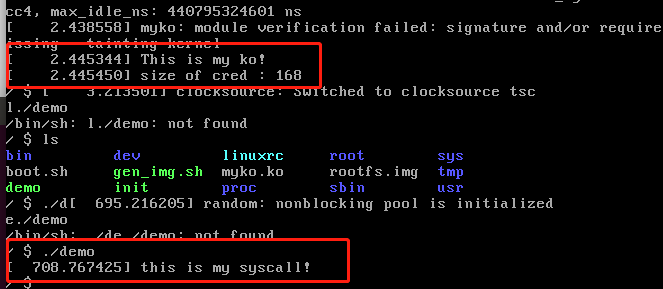 cc4, max_idle_ns: 440795324601 ns
[    2.438558] myko: module verification failed: signature and/or require
issing - tainting kernel
[    2.445344] This is my ko!
[    2.445450] size of cred : 168
/ $ [    3.213501] clocksource: Switched to clocksource tsc
l./demo
/bin/sh: l./demo: not found
/ $ ls
bin         dev         linuxrc     root        sys
boot.sh     gen_img.sh  myko.ko     rootfs.img  tmp
demo        init        proc        sbin        usr
/ $ ./d[  695.216205] random: nonblocking pool is initialized
e./demo
/bin/sh: ./de./demo: not found
/ $ ./demo
[  708.767425] this is my syscall!
/ $